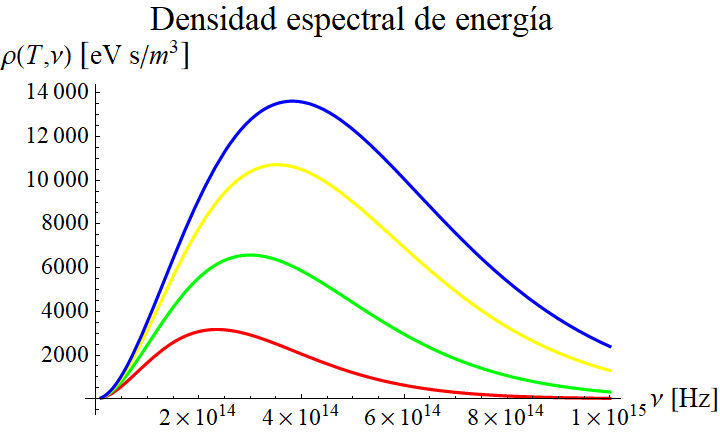 Densidad espectral de energía
ρ(T,ν) [eV s/m³]
14 000
12 000
10 000
8000
6000
4000
2000
2×10¹⁴ 4×10¹⁴ 6×10¹⁴ 8×10¹⁴ 1×10¹⁵ ν [Hz]